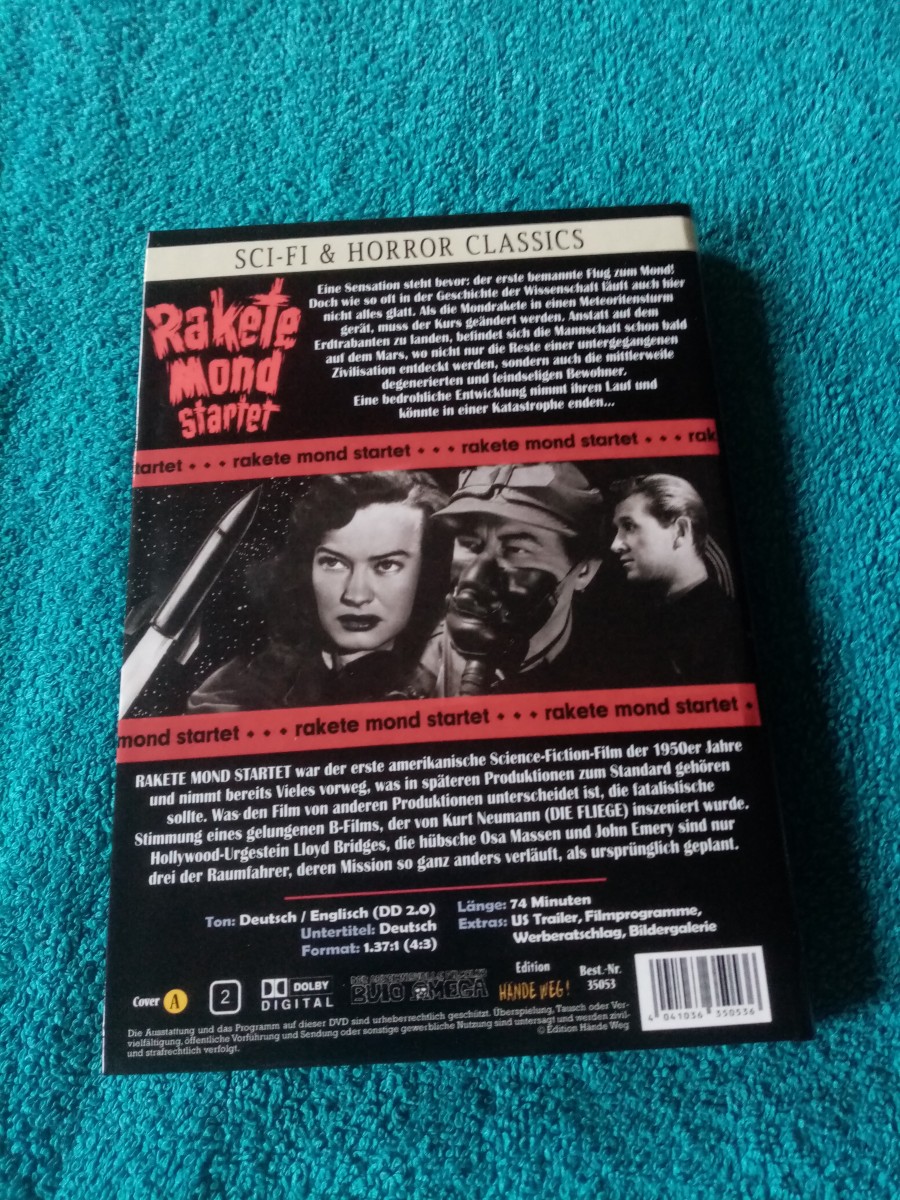 SCI-FI & HORROR CLASSICS
Rakete
Mond
startet
Eine Sensation steht bevor: der erste bemannte Flug zum Mond!
Doch wie so oft in der Geschichte der Wissenschaft läuft auch hier
nicht alles glatt. Als die Mondrakete in einen Meteoritensturm
gerät, muss der Kurs geändert werden. Anstatt auf dem
Erdtrabanten zu landen, befindet sich die Mannschaft schon bald
auf dem Mars, wo nicht nur die Reste einer untergegangenen
Zivilisation entdeckt werden, sondern auch die mittlerweile
degenerierten und feindseligen Bewohner.
Eine bedrohliche Entwicklung nimmt ihren Lauf und
könnte in einer Katastrophe enden...
tartet • • • rakete mond startet • • • rakete mond startet • • • rak
mond startet • • • rakete mond startet • • • rakete mond startet •
RAKETE MOND STARTET war der erste amerikanische Science-Fiction-Film der 1950er Jahre
und nimmt bereits Vieles vorweg, was in späteren Produktionen zum Standard gehören
sollte. Was den Film von anderen Produktionen unterscheidet ist, die fatalistische
Stimmung eines gelungenen B-Films, der von Kurt Neumann (DIE FLIEGE) inszeniert wurde.
Hollywood-Urgestein Lloyd Bridges, die hübsche Osa Massen und John Emery sind nur
drei der Raumfahrer, deren Mission so ganz anders verläuft, als ursprünglich geplant.
Ton: Deutsch / Englisch (DD 2.0)
Untertitel: Deutsch
Format: 1.37:1 (4:3)
Länge: 74 Minuten
Extras: US Trailer, Filmprogramme,
Werberatschlag, Bildergalerie
Cover A
2
DOLBY
DIGITAL
BUIO OMEGA
Edition
HÄNDE WEG!
Best.-Nr.
35053
4 041036 350536
Die Ausstattung und das Programm auf dieser DVD sind urheberrechtlich geschützt. Überspielung, Tausch oder Ver-
vielfältigung, öffentliche Vorführung und Sendung oder sonstige gewerbliche Nutzung sind untersagt und werden zivil-
und strafrechtlich verfolgt.
© Edition Hände Weg